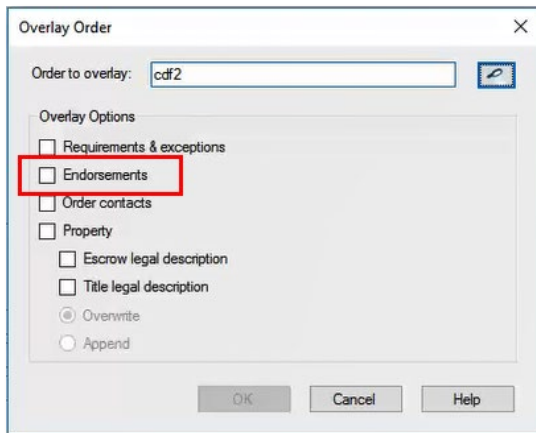 Overlay Order
Order to overlay: cdf2
Overlay Options
Requirements & exceptions
Endorsements
Order contacts
Property
Escrow legal description
Title legal description
Overwrite
Append
OK Cancel Help